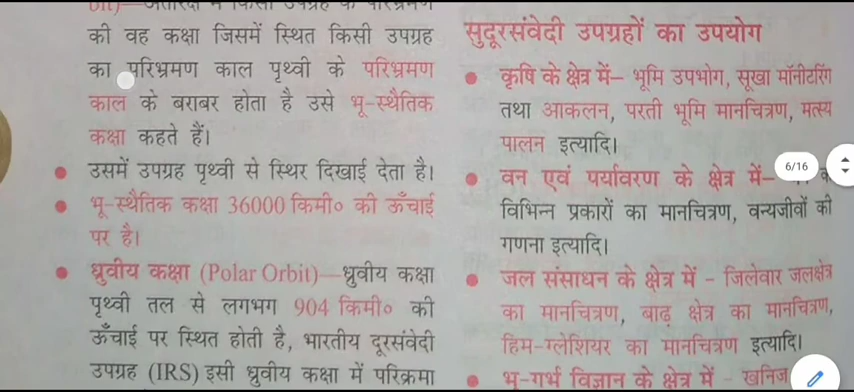 की वह कक्षा जिसमें स्थित किसी उपग्रह
का परिभ्रमण काल पृथ्वी के परिभ्रमण
काल के बराबर होता है उसे भू-स्थैतिक
कक्षा कहते हैं।
उसमें उपग्रह पृथ्वी से स्थिर दिखाई देता है।
भू-स्थैतिक कक्षा 36000 किमी० की ऊँचाई
पर है।
ध्रुवीय कक्षा (Polar Orbit)—ध्रुवीय कक्षा
पृथ्वी तल से लगभग 904 किमी० की
ऊँचाई पर स्थित होती है, भारतीय दूरसंवेदी
उपग्रह (IRS) इसी ध्रुवीय कक्षा में परिक्रमा
सुदूरसंवेदी उपग्रहों का उपयोग
कृषि के क्षेत्र में— भूमि उपभोग, सूखा मॉनीटरिंग
तथा आकलन, परती भूमि मानचित्रण, मत्स्य
पालन इत्यादि।
वन एवं पर्यावरण के क्षेत्र में—
6/16
विभिन्न प्रकारों का मानचित्रण, वन्यजीवों की
गणना इत्यादि।
जल संसाधन के क्षेत्र में - जिलेवार जलक्षेत्र
का मानचित्रण, बाढ़ क्षेत्र का मानचित्रण,
हिम-ग्लेशियर का मानचित्रण इत्यादि।
भू-गर्भ विज्ञान के क्षेत्र में - खनिज